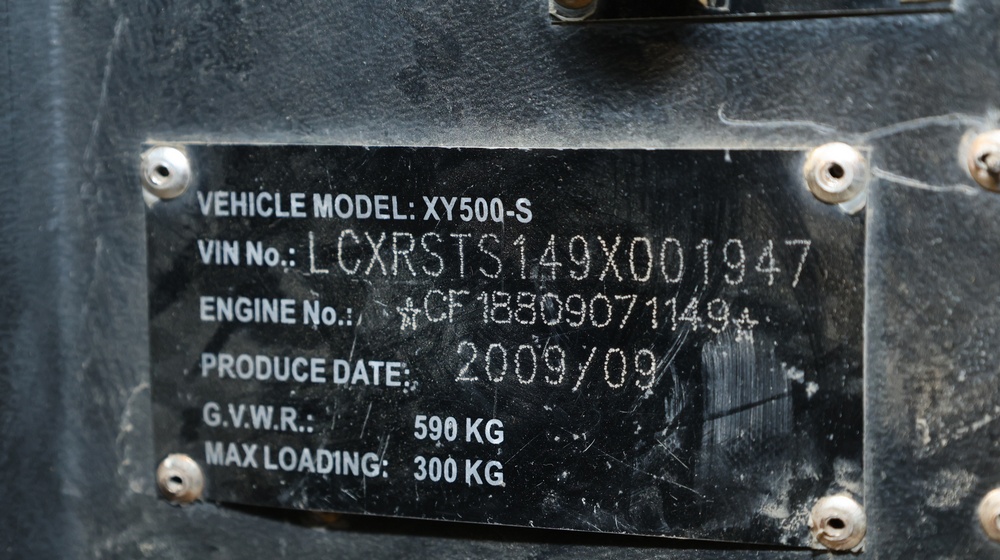 VEHICLE MODEL: XY500-S
VIN No.: LCXRSTS149X001947
ENGINE No.: ☆CF18809071149☆
PRODUCE DATE: 2009/09
G.V.W.R.: 590 KG
MAX LOADING: 300 KG